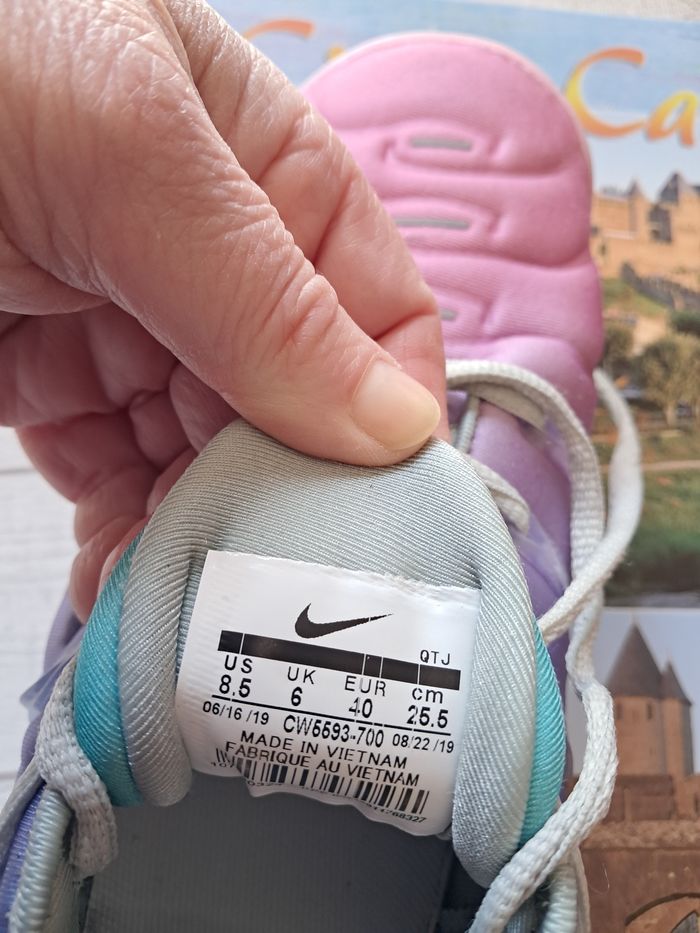 Ca
QTJ
US UK EUR cm
8.5 6 40 25.5
06/16/19 CW5593-700 08/22/19
MADE IN VIETNAM
FABRIQUE AU VIETNAM